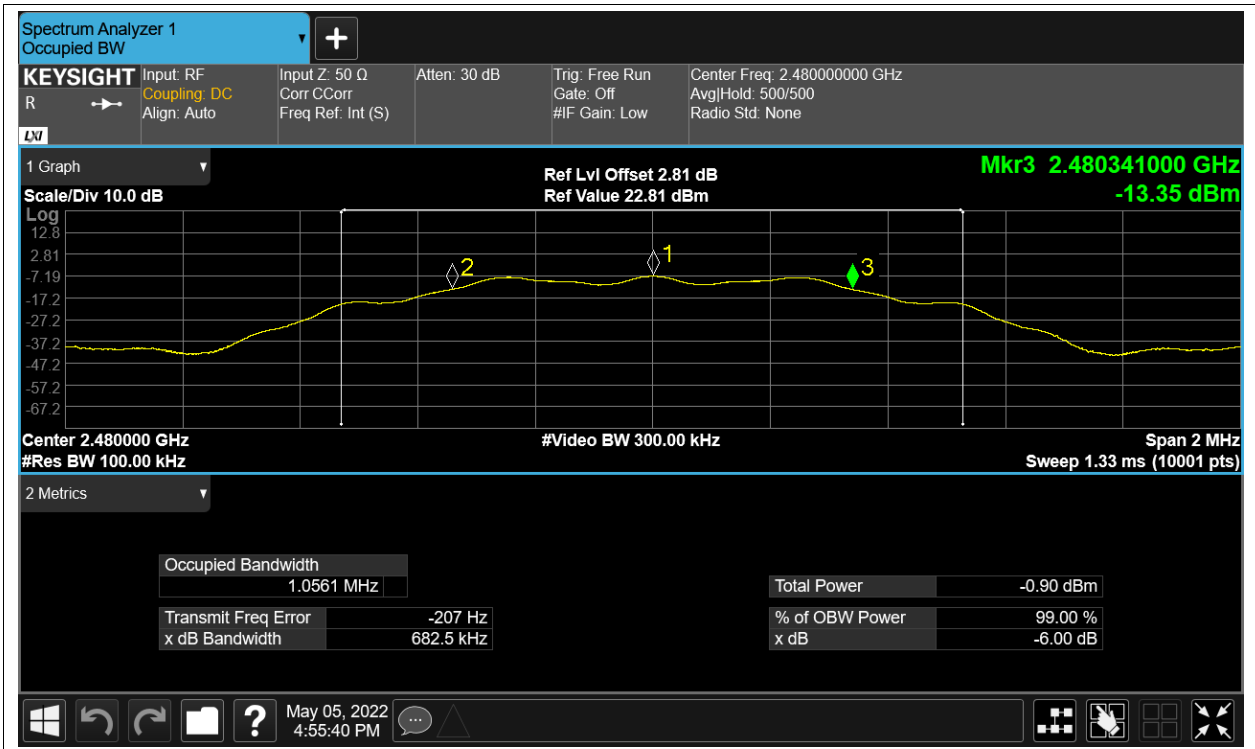 Spectrum Analyzer 1
Occupied BW
KEYSIGHT
R
LXI
Input: RF
Coupling: DC
Align: Auto
Input Z: 50 Ω
Corr CCorr
Freq Ref: Int (S)
Atten: 30 dB
Trig: Free Run
Gate: Off
#IF Gain: Low
Center Freq: 2.480000000 GHz
Avg|Hold: 500/500
Radio Std: None
1 Graph
Scale/Div 10.0 dB
Ref Lvl Offset 2.81 dB
Ref Value 22.81 dBm
Mkr3 2.480341000 GHz
-13.35 dBm
Log
12.8
2.81
-7.19
-17.2
-27.2
-37.2
-47.2
-57.2
-67.2
2
1
3
Center 2.480000 GHz
#Res BW 100.00 kHz
#Video BW 300.00 kHz
Span 2 MHz
Sweep 1.33 ms (10001 pts)
2 Metrics
Occupied Bandwidth
1.0561 MHz
Transmit Freq Error -207 Hz
x dB Bandwidth 682.5 kHz
Total Power -0.90 dBm
% of OBW Power 99.00 %
x dB -6.00 dB
?
May 05, 2022
4:55:40 PM